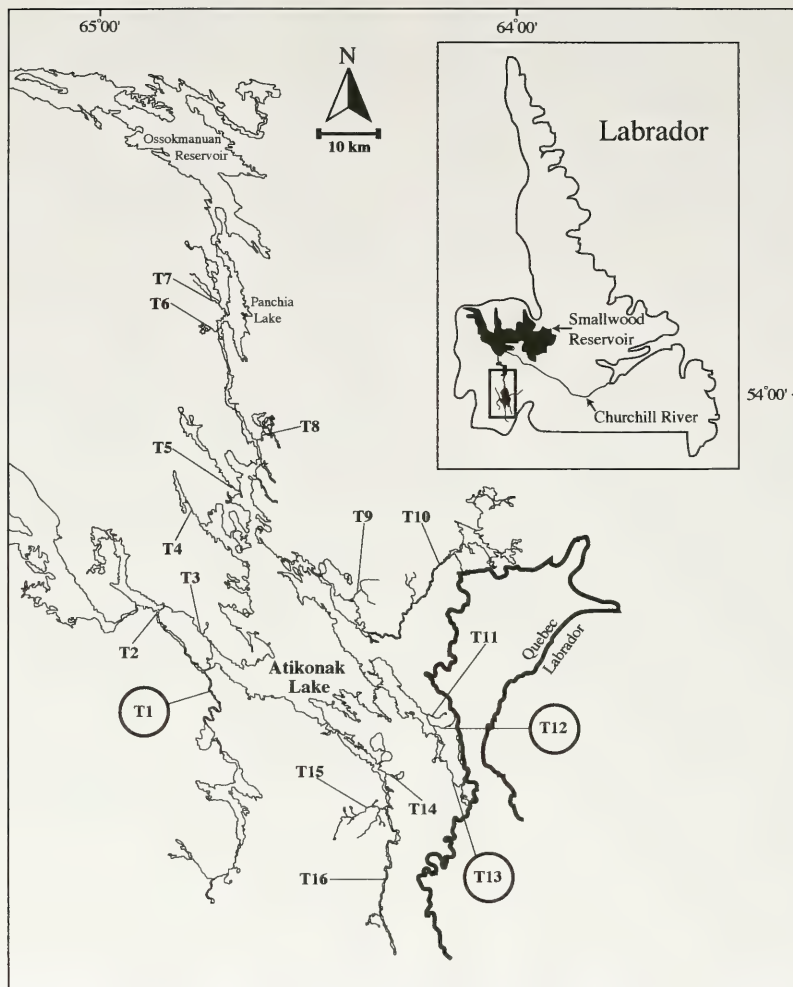 65°00'
64°00'
N
10 km
Ossokmanuan
Reservoir
Labrador
T7
T6
Panchia
Lake
Smallwood
Reservoir
54°00'
Churchill River
T8
T5
T9
T10
T4
T3
Quebec
Labrador
T2
T11
Atikonak
Lake
T1
T12
T15
T14
T13
T16